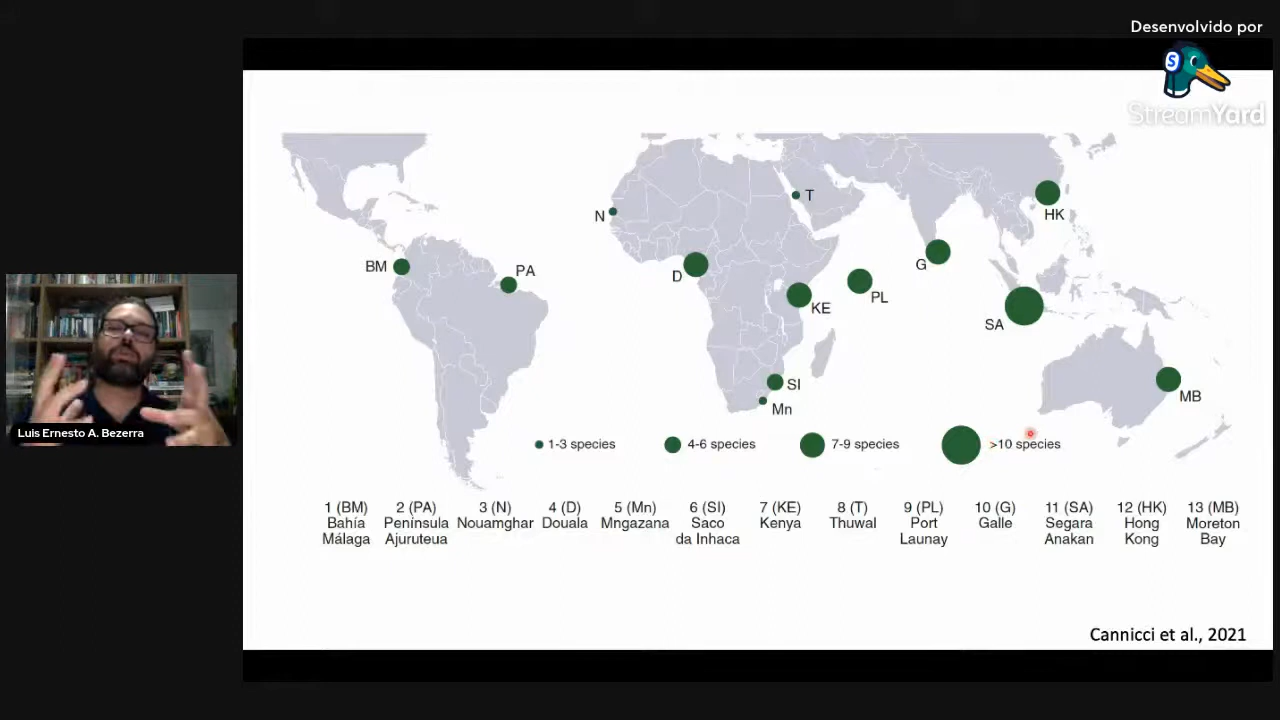 Desenvolvido por
StreamYard
S
T
N
HK
BM
PA
G
D
KE
PL
SA
SI
MB
Mn
1-3 species
4-6 species
7-9 species
>10 species
1 (BM) 2 (PA) 3 (N) 4 (D) 5 (Mn) 6 (SI) 7 (KE) 8 (T) 9 (PL) 10 (G) 11 (SA) 12 (HK) 13 (MB)
Bahía Península Nouamghar Douala Mngazana Saco Kenya Thuwal Port Galle Segara Hong Moreton
Málaga Ajuruteua da Inhaca Launay Anakan Kong Bay
Luis Ernesto A. Bezerra
Cannicci et al., 2021